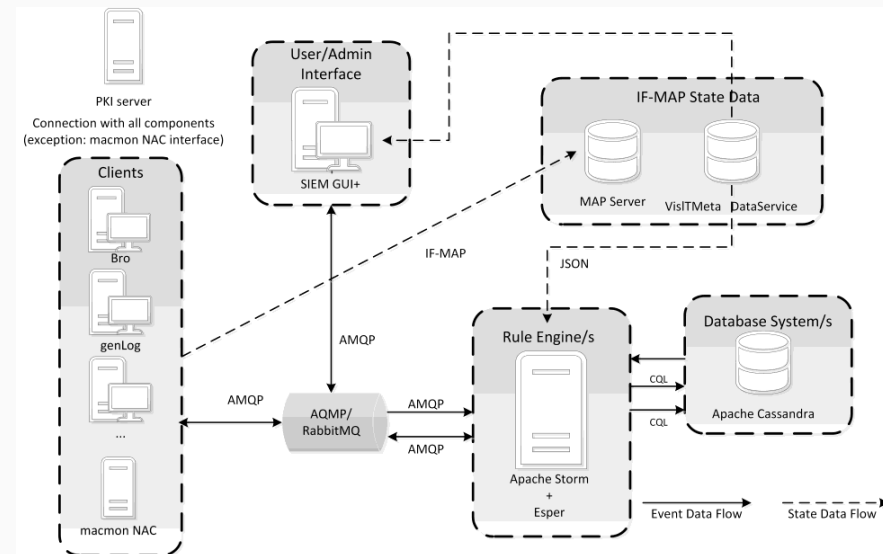 PKI server
Connection with all components
(exception: macmon NAC interface)
Clients
Bro
genLog
...
macmon NAC
User/Admin
Interface
SIEM GUI+
IF-MAP State Data
MAP Server
VisITMeta DataService
IF-MAP
JSON
AMQP
AMQP
AQMP/
RabbitMQ
AMQP
AMQP
Rule Engine/s
Apache Storm
+
Esper
CQL
CQL
Database System/s
Apache Cassandra
Event Data Flow
State Data Flow